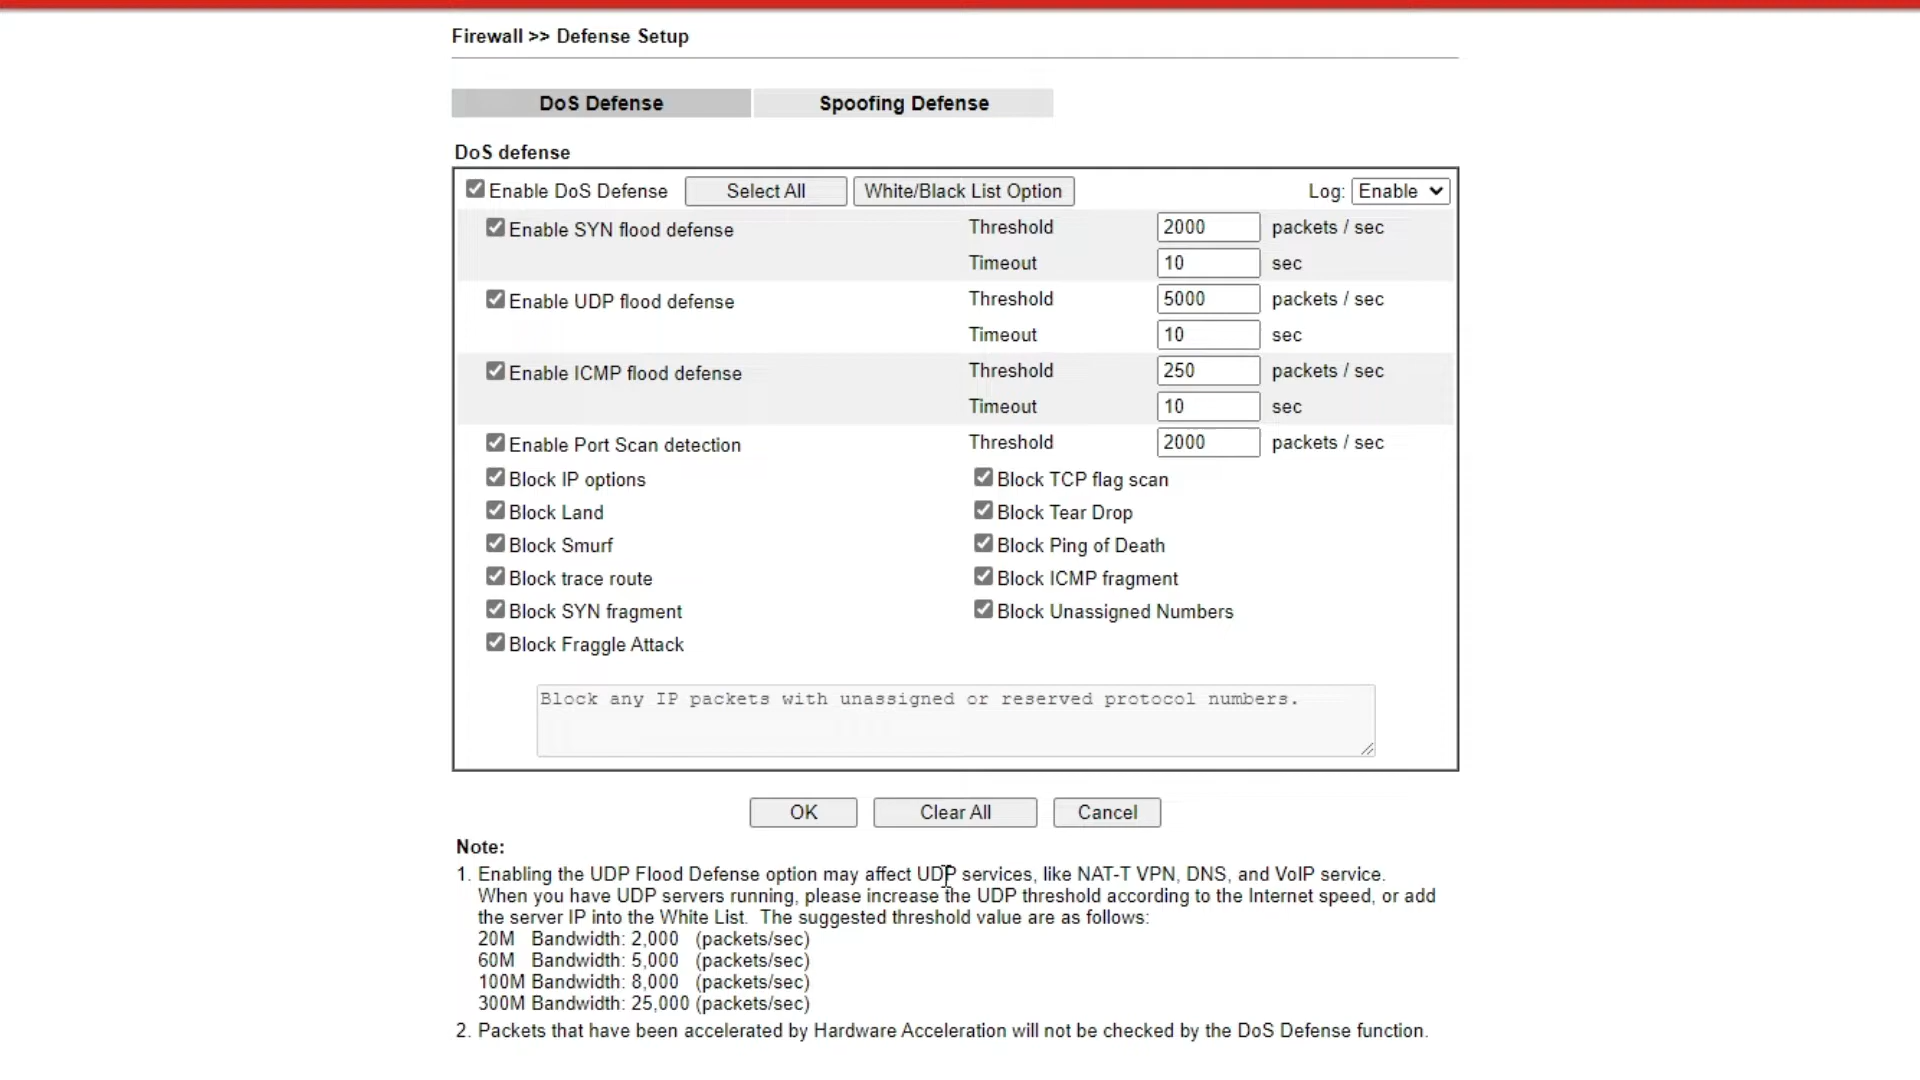 Firewall >> Defense Setup
DoS Defense Spoofing Defense
DoS defense
Enable DoS Defense Select All White/Black List Option Log: Enable
Enable SYN flood defense Threshold 2000 packets / sec
Timeout 10 sec
Enable UDP flood defense Threshold 5000 packets / sec
Timeout 10 sec
Enable ICMP flood defense Threshold 250 packets / sec
Timeout 10 sec
Enable Port Scan detection Threshold 2000 packets / sec
Block IP options Block TCP flag scan
Block Land Block Tear Drop
Block Smurf Block Ping of Death
Block trace route Block ICMP fragment
Block SYN fragment Block Unassigned Numbers
Block Fraggle Attack
Block any IP packets with unassigned or reserved protocol numbers.
OK Clear All Cancel
Note:
1. Enabling the UDP Flood Defense option may affect UDP services, like NAT-T VPN, DNS, and VoIP service.
When you have UDP servers running, please increase the UDP threshold according to the Internet speed, or add
the server IP into the White List. The suggested threshold value are as follows:
20M Bandwidth: 2,000 (packets/sec)
60M Bandwidth: 5,000 (packets/sec)
100M Bandwidth: 8,000 (packets/sec)
300M Bandwidth: 25,000 (packets/sec)
2. Packets that have been accelerated by Hardware Acceleration will not be checked by the DoS Defense function.